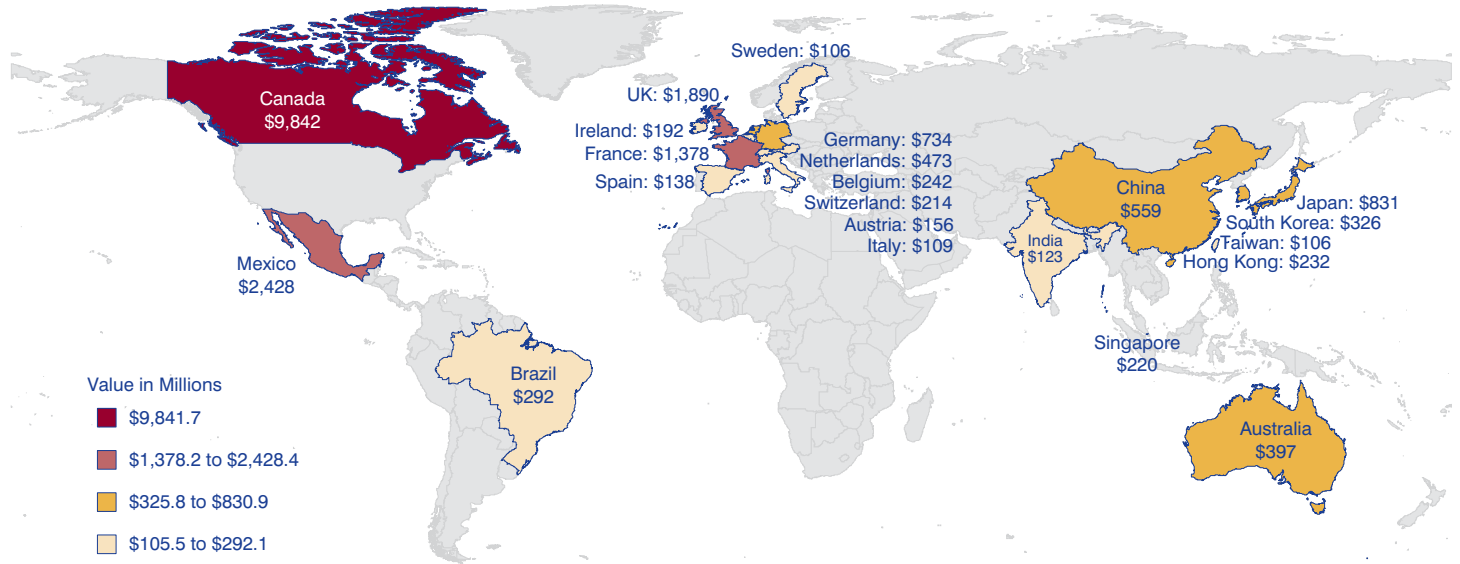 Sweden: $106
UK: $1,890
Canada
$9,842
Ireland: $192
France: $1,378
Spain: $138
Germany: $734
Netherlands: $473
Belgium: $242
Switzerland: $214
Austria: $156
Italy: $109
China
$559
Japan: $831
South Korea: $326
Taiwan: $106
Hong Kong: $232
India
$123
Mexico
$2,428
Singapore
$220
Brazil
$292
Australia
$397
Value in Millions
$9,841.7
$1,378.2 to $2,428.4
$325.8 to $830.9
$105.5 to $292.1